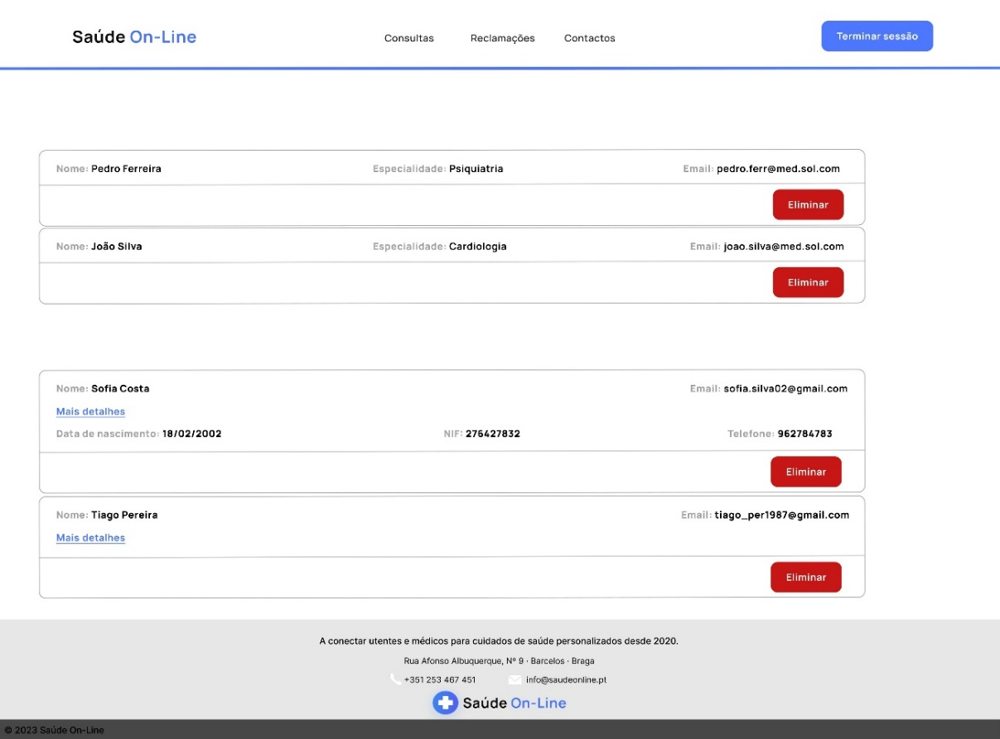 Saúde On-Line
Consultas Reclamações Contactos
Terminar sessão
Nome: Pedro Ferreira Especialidade: Psiquiatria Email: pedro.ferr@med.sol.com
Eliminar
Nome: João Silva Especialidade: Cardiologia Email: joao.silva@med.sol.com
Eliminar
Nome: Sofia Costa Email: sofia.silva02@gmail.com
Mais detalhes
Data de nascimento: 18/02/2002 NIF: 276427832 Telefone: 962784783
Eliminar
Nome: Tiago Pereira Email: tiago_per1987@gmail.com
Mais detalhes
Eliminar
A conectar utentes e médicos para cuidados de saúde personalizados desde 2020.
Rua Afonso Albuquerque, Nº 9 · Barcelos · Braga
+351 253 467 451 info@saudeonline.pt
Saúde On-Line
© 2023 Saúde On-Line